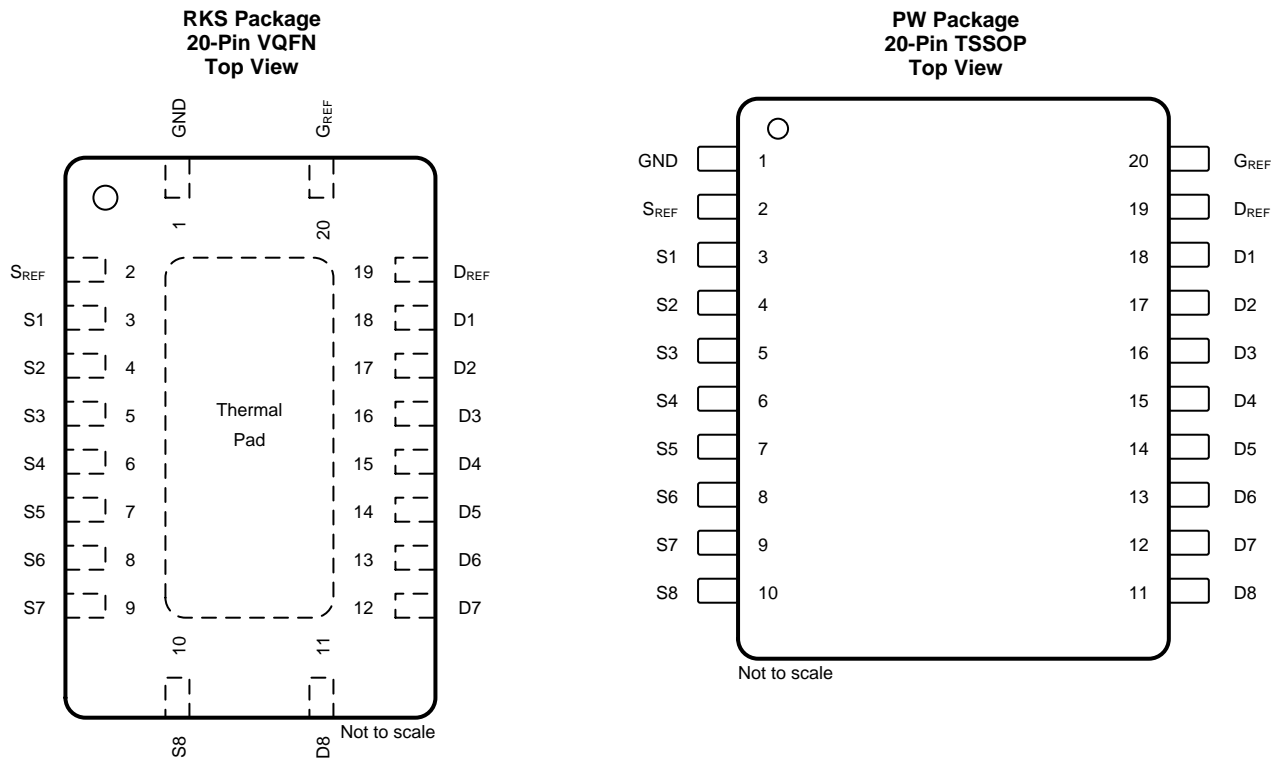 RKS Package
20-Pin VQFN
Top View
GND
GREF
1
20
SREF 2 19 DREF
S1 3 18 D1
S2 4 17 D2
S3 5 16 D3
S4 6 15 D4
S5 7 14 D5
S6 8 13 D6
S7 9 12 D7
Thermal
Pad
10
11
S8
D8
Not to scale
PW Package
20-Pin TSSOP
Top View
GND 1 20 GREF
SREF 2 19 DREF
S1 3 18 D1
S2 4 17 D2
S3 5 16 D3
S4 6 15 D4
S5 7 14 D5
S6 8 13 D6
S7 9 12 D7
S8 10 11 D8
Not to scale